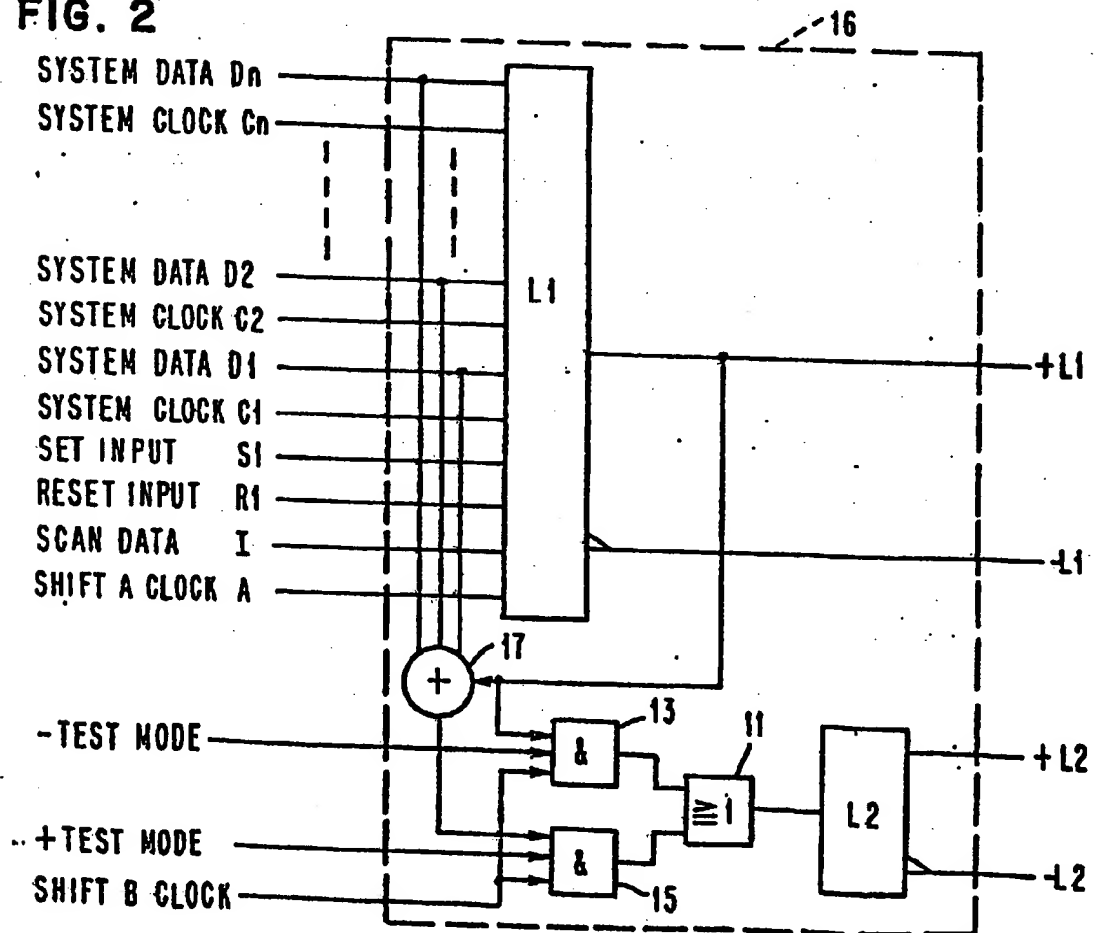 FIG. 2
16
SYSTEM DATA Dn
SYSTEM CLOCK Cn
SYSTEM DATA D2
SYSTEM CLOCK C2
SYSTEM DATA D1
SYSTEM CLOCK C1
SET INPUT S1
RESET INPUT R1
SCAN DATA I
SHIFT A CLOCK A
L1
+L1
-L1
17
+
-TEST MODE
+TEST MODE
SHIFT B CLOCK
&
13
&
15
11
≥1
L2
+L2
-L2